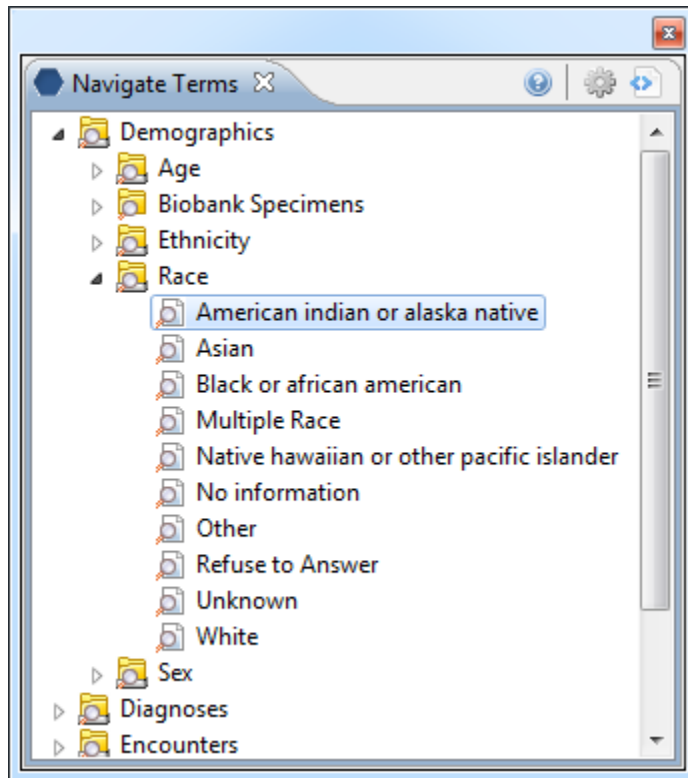 Navigate Terms
Demographics
Age
Biobank Specimens
Ethnicity
Race
American indian or alaska native
Asian
Black or african american
Multiple Race
Native hawaiian or other pacific islander
No information
Other
Refuse to Answer
Unknown
White
Sex
Diagnoses
Encounters